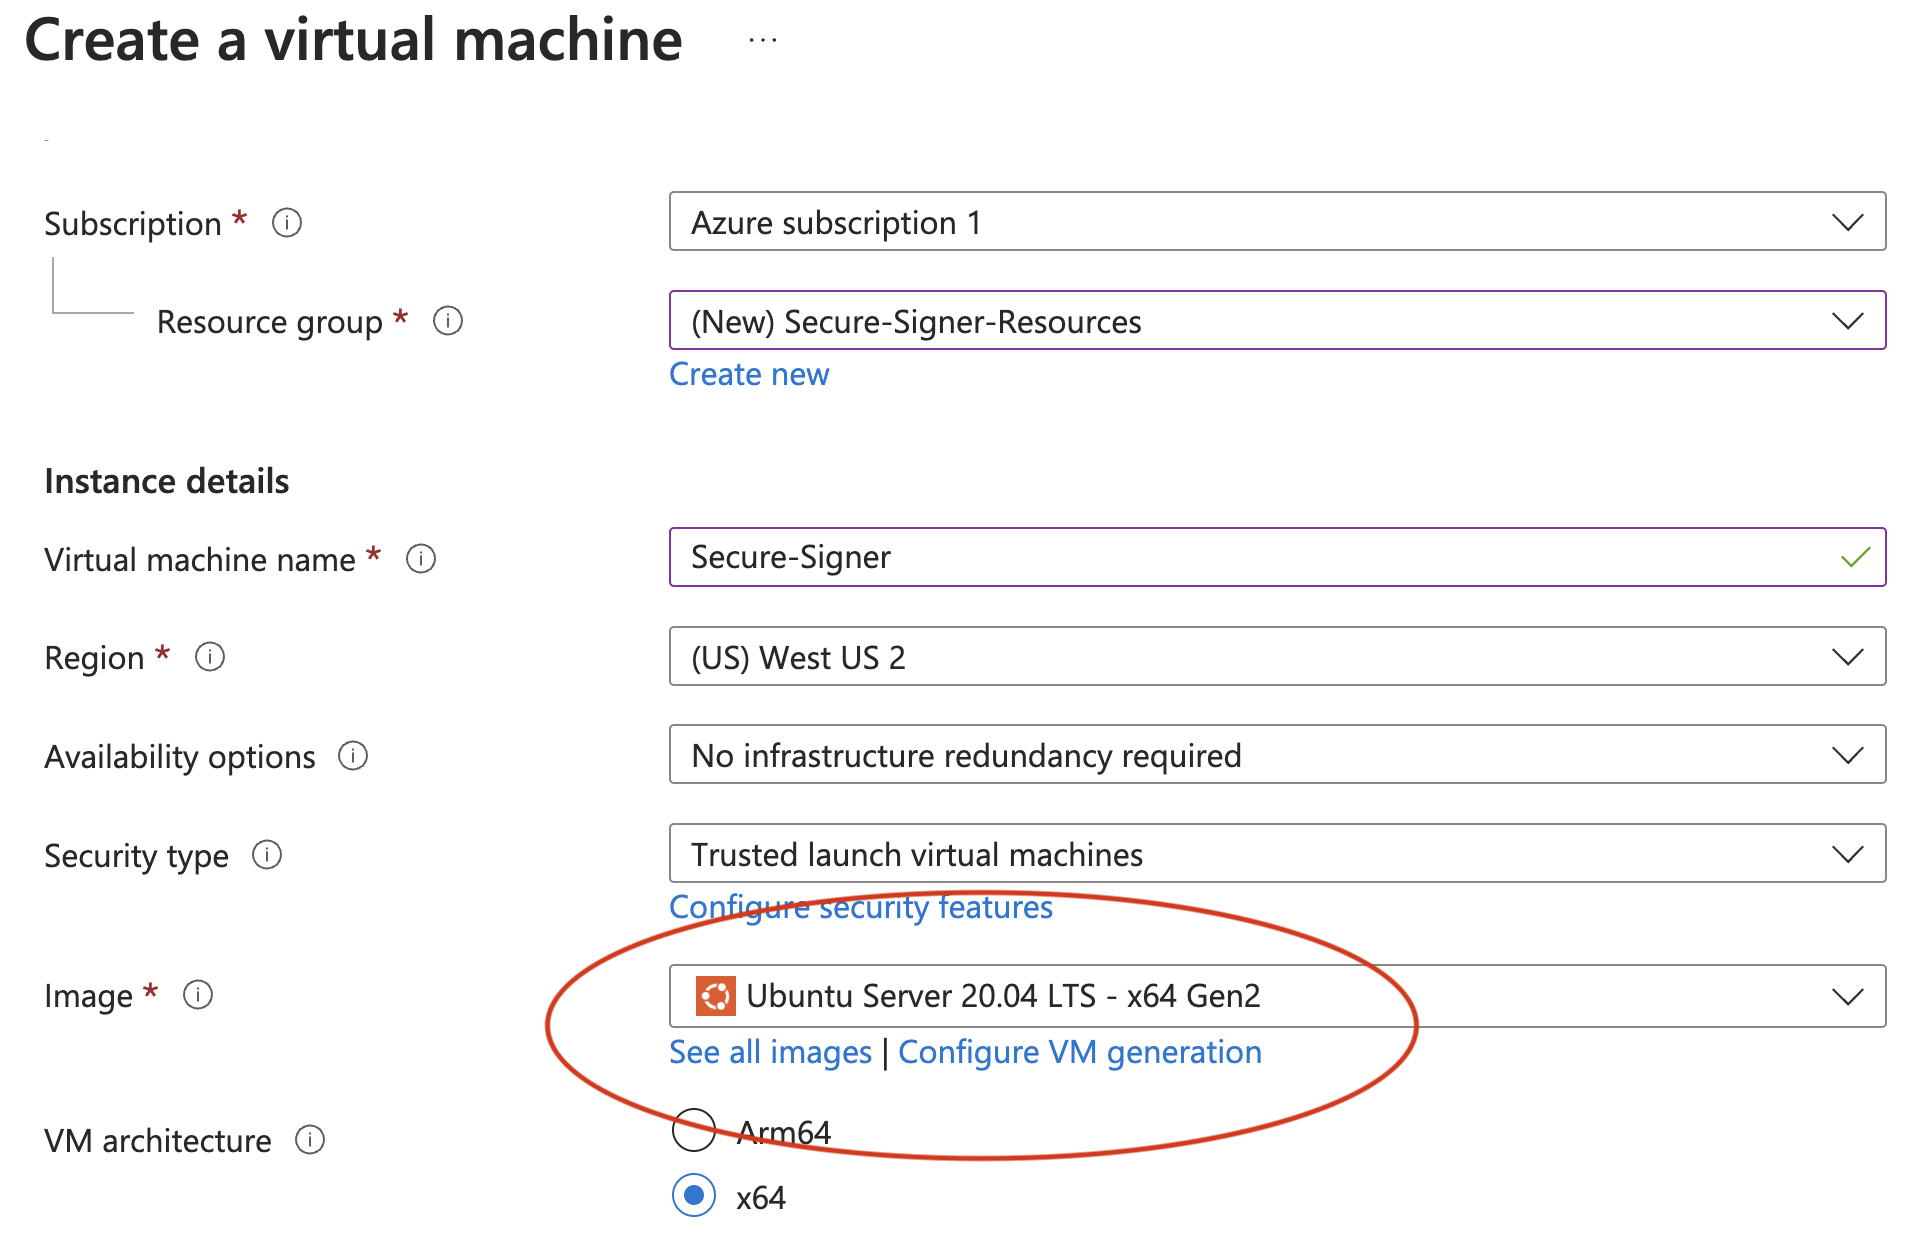 Create a virtual machine ...
Subscription *
Azure subscription 1
Resource group *
(New) Secure-Signer-Resources
Create new
Instance details
Virtual machine name *
Secure-Signer
Region *
(US) West US 2
Availability options
No infrastructure redundancy required
Security type
Trusted launch virtual machines
Configure security features
Image *
Ubuntu Server 20.04 LTS - x64 Gen2
See all images | Configure VM generation
VM architecture
Arm64
x64